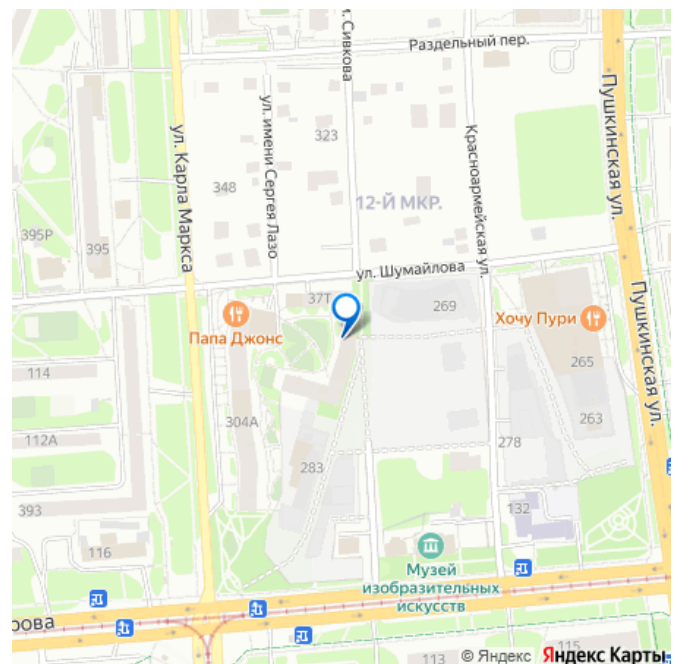 Раздельный пер.
. Сивкова
ул. имени Сергея Лазо
323
ул. Карла Маркса
Красноармейская ул.
Пушкинская ул.
348
12-Й МКР.
395Р
395
ул. Шумайлова
37Т
269
Папа Джонс
Хочу Пури
Пушкинская ул.
265
114
304А
263
112А
278
283
393
132
116
Музей
изобразительных
искусств
рова
113
115
© Яндекс Яндекс Карты